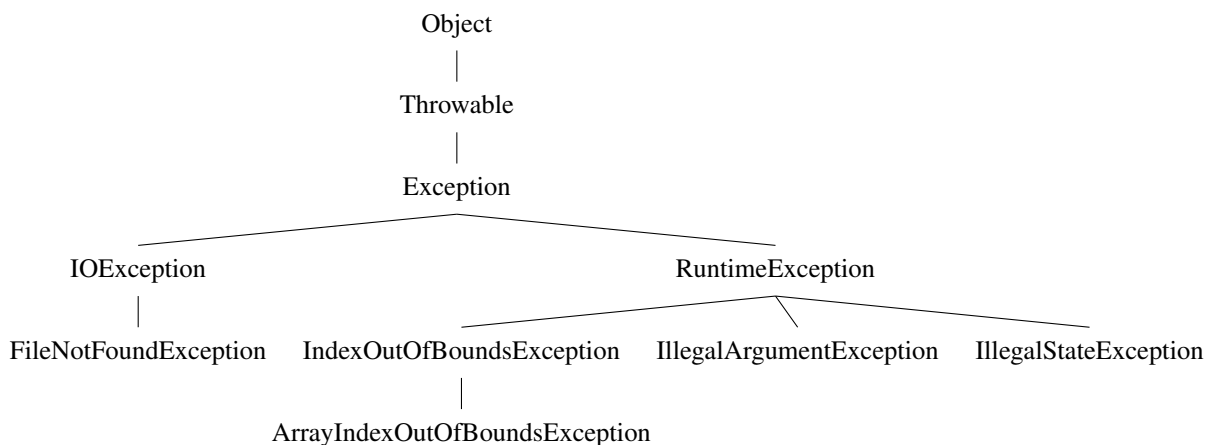 Object
Throwable
Exception
IOException RuntimeException
FileNotFoundException IndexOutOfBoundsException IllegalArgumentException IllegalStateException
ArrayIndexOutOfBoundsException